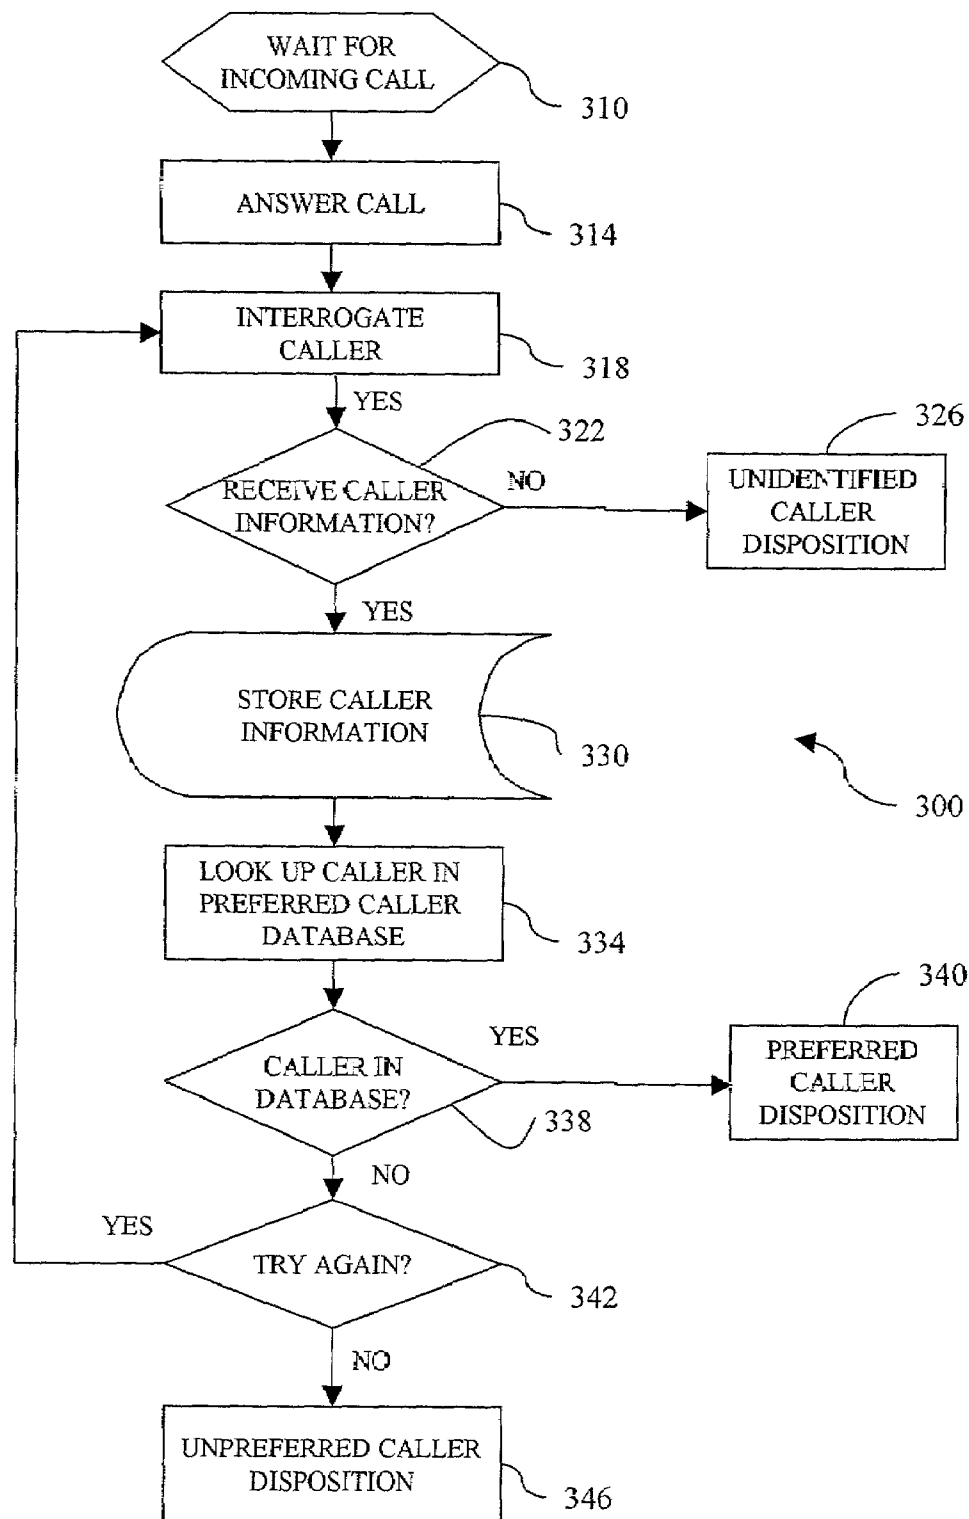 WAIT FOR
INCOMING CALL
310
ANSWER CALL
314
INTERROGATE
CALLER
318
YES
322
326
RECEIVE CALLER
INFORMATION?
NO
UNIDENTIFIED
CALLER
DISPOSITION
YES
STORE CALLER
INFORMATION
330
300
LOOK UP CALLER IN
PREFERRED CALLER
DATABASE
334
340
CALLER IN
DATABASE?
YES
338
PREFERRED
CALLER
DISPOSITION
NO
YES
TRY AGAIN?
342
NO
UNPREFERRED CALLER
DISPOSITION
346